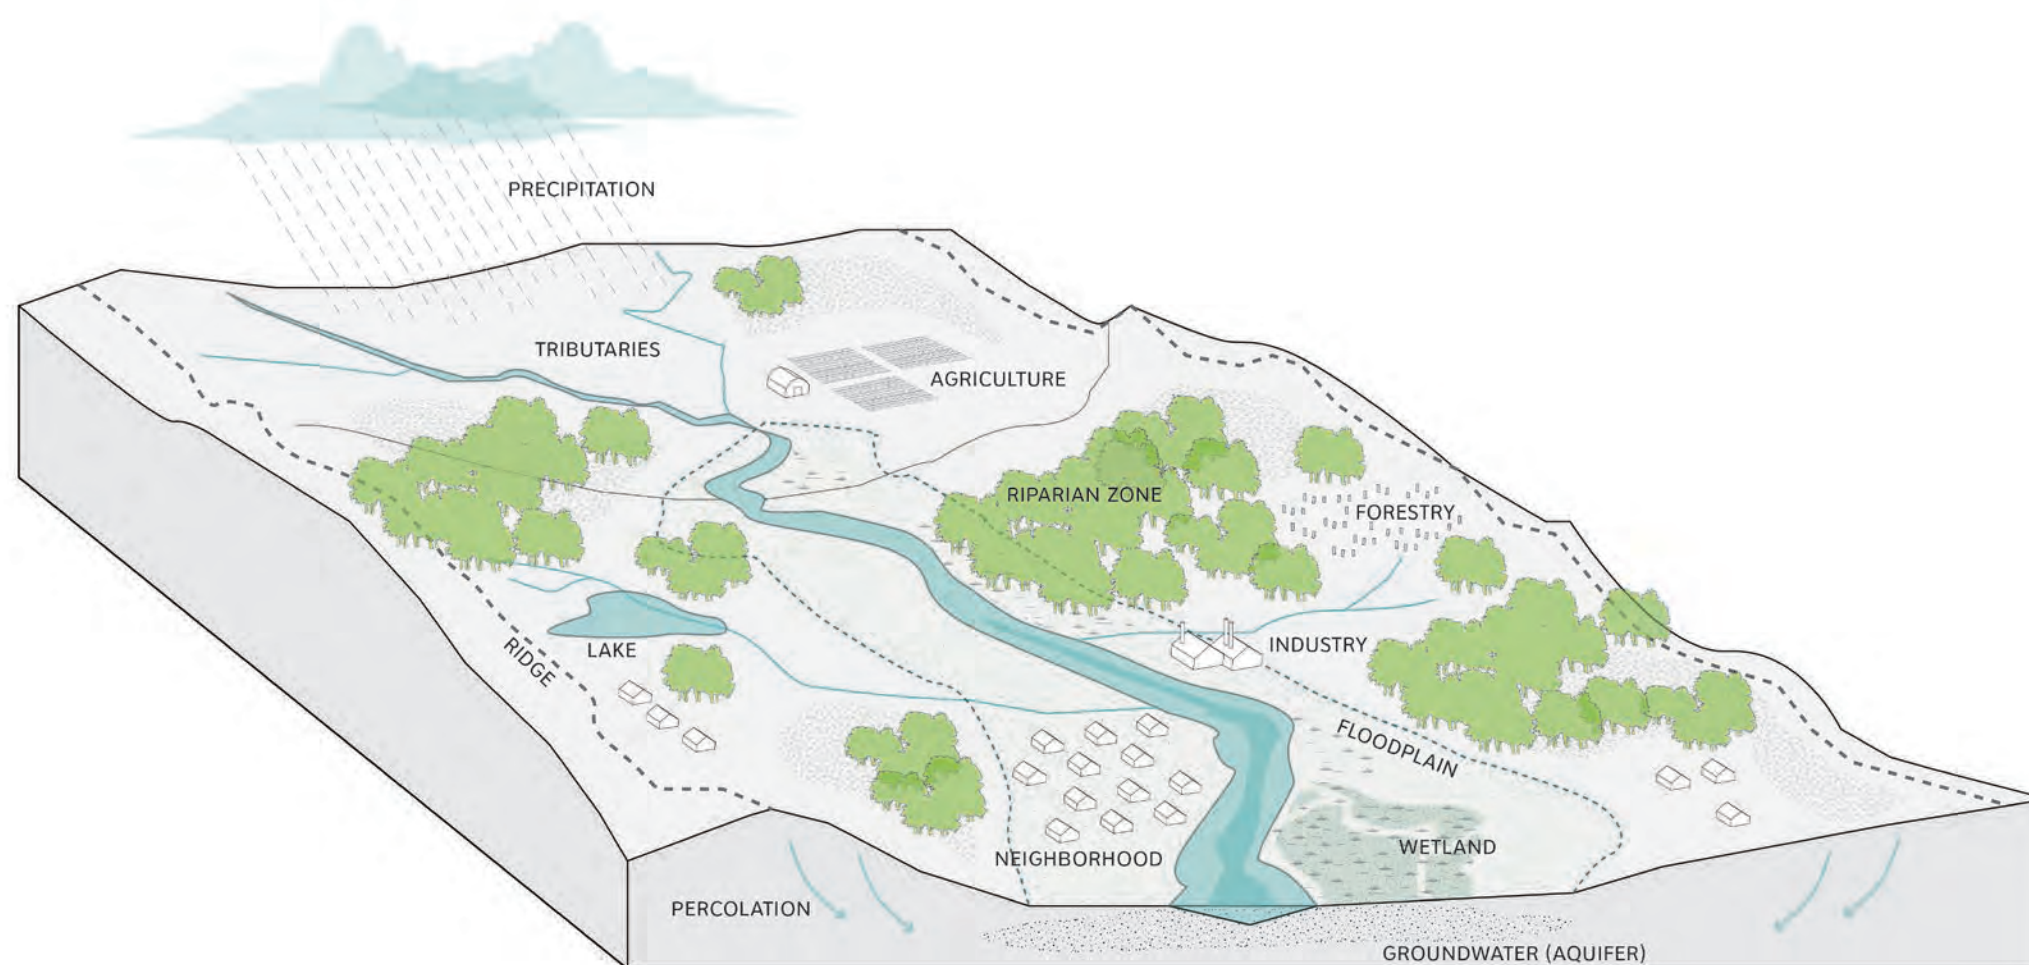 PRECIPITATION
TRIBUTARIES
AGRICULTURE
RIPARIAN ZONE
FORESTRY
LAKE
RIDGE
INDUSTRY
FLOODPLAIN
NEIGHBORHOOD
WETLAND
PERCOLATION
GROUNDWATER (AQUIFER)